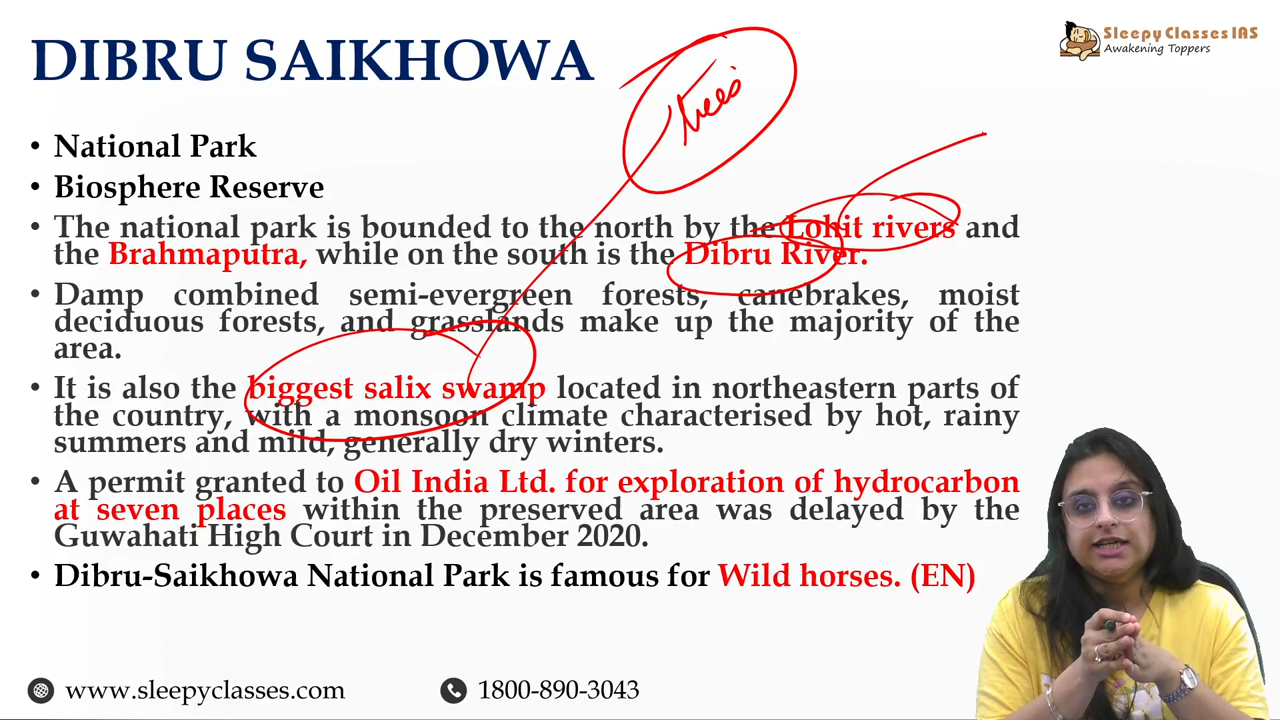 DIBRU SAIKHOWA
Sleepy Classes IAS
Awakening Toppers
trees
• National Park
• Biosphere Reserve
• The national park is bounded to the north by the Lohit rivers and
the Brahmaputra, while on the south is the Dibru River.
• Damp combined semi-evergreen forests, canebrakes, moist
deciduous forests, and grasslands make up the majority of the
area.
• It is also the biggest salix swamp located in northeastern parts of
the country, with a monsoon climate characterised by hot, rainy
summers and mild, generally dry winters.
• A permit granted to Oil India Ltd. for exploration of hydrocarbon
at seven places within the preserved area was delayed by the
Guwahati High Court in December 2020.
• Dibru-Saikhowa National Park is famous for Wild horses. (EN)
www.sleepyclasses.com
1800-890-3043